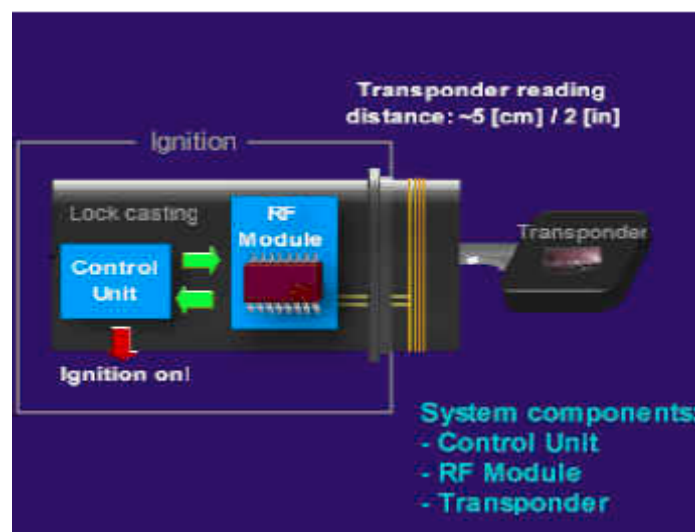 Transponder reading
distance: ~5 [cm] / 2 [in]
Ignition
Lock casting
RF
Module
Control
Unit
Transponder
Ignition on!
System components:
- Control Unit
- RF Module
- Transponder